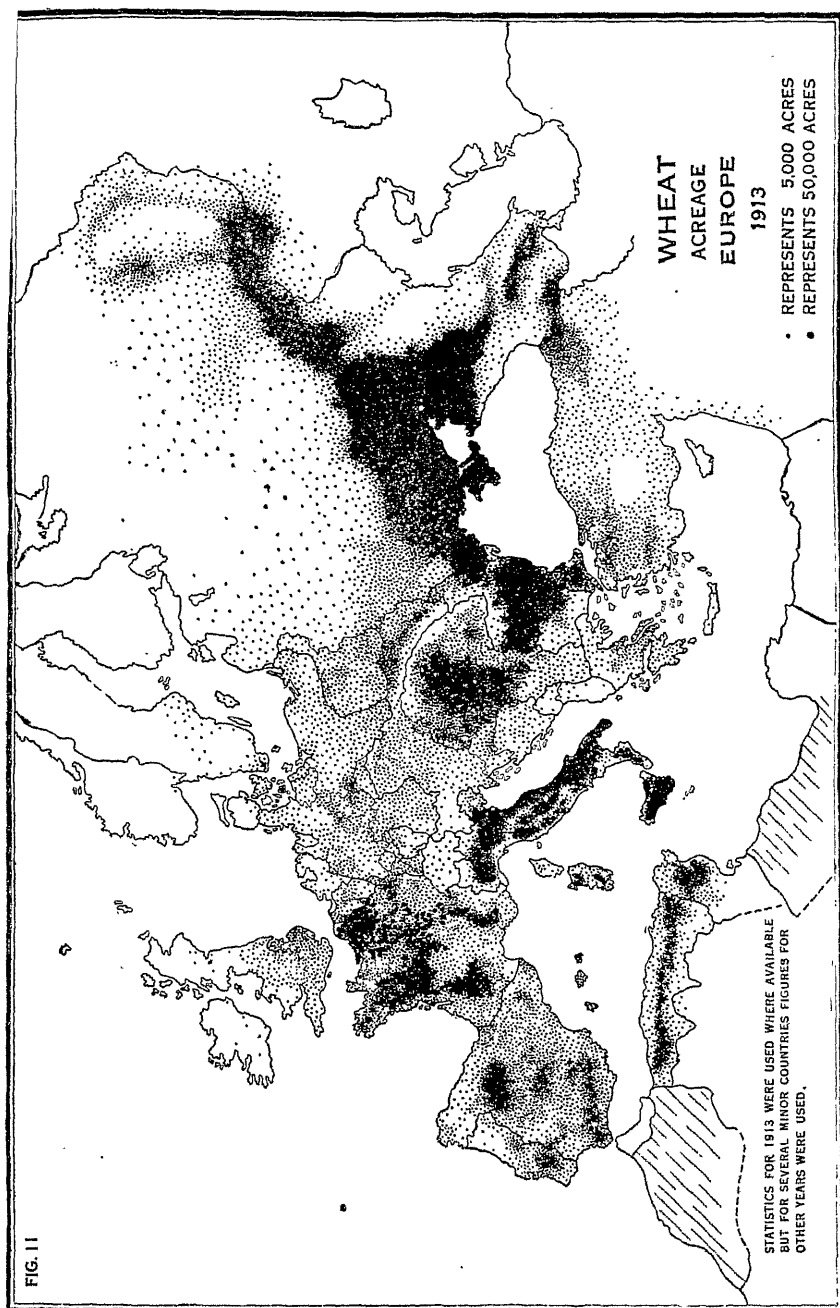 FIG. 11
WHEAT
ACREAGE
EUROPE
1913
REPRESENTS 5,000 ACRES
REPRESENTS 50,000 ACRES
STATISTICS FOR 1913 WERE USED WHERE AVAILABLE
BUT FOR SEVERAL MINOR COUNTRIES FIGURES FOR
OTHER YEARS WERE USED.